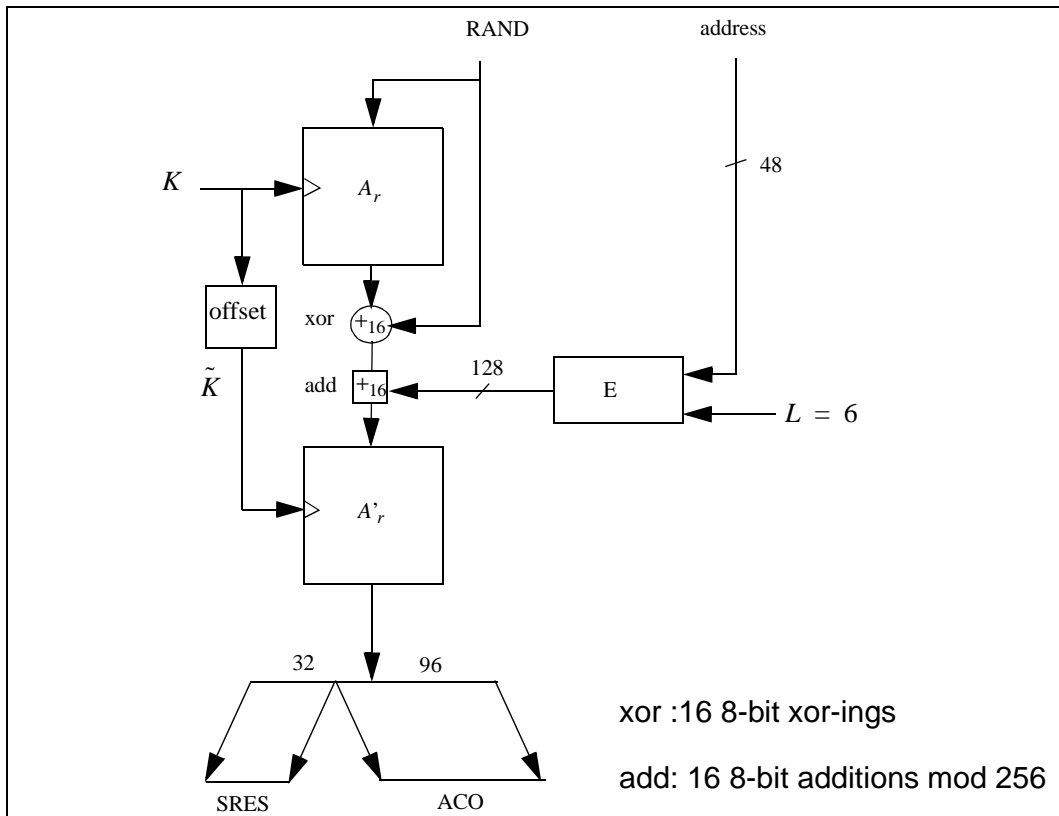 RAND
address
48
K
A_r
offset
xor
+16
K̃
add
+16
128
E
L = 6
A'_r
32
96
SRES
ACO
xor :16 8-bit xor-ings
add: 16 8-bit additions mod 256